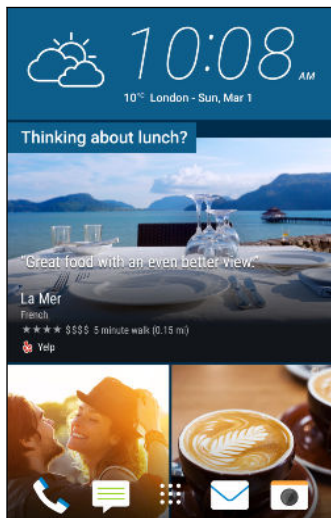 10:08 AM
10°C London - Sun, Mar 1
Thinking about lunch?
"Great food with an even better view."
La Mer
French
★★★★ $$$$ 5 minute walk (0.15 mi)
Yelp